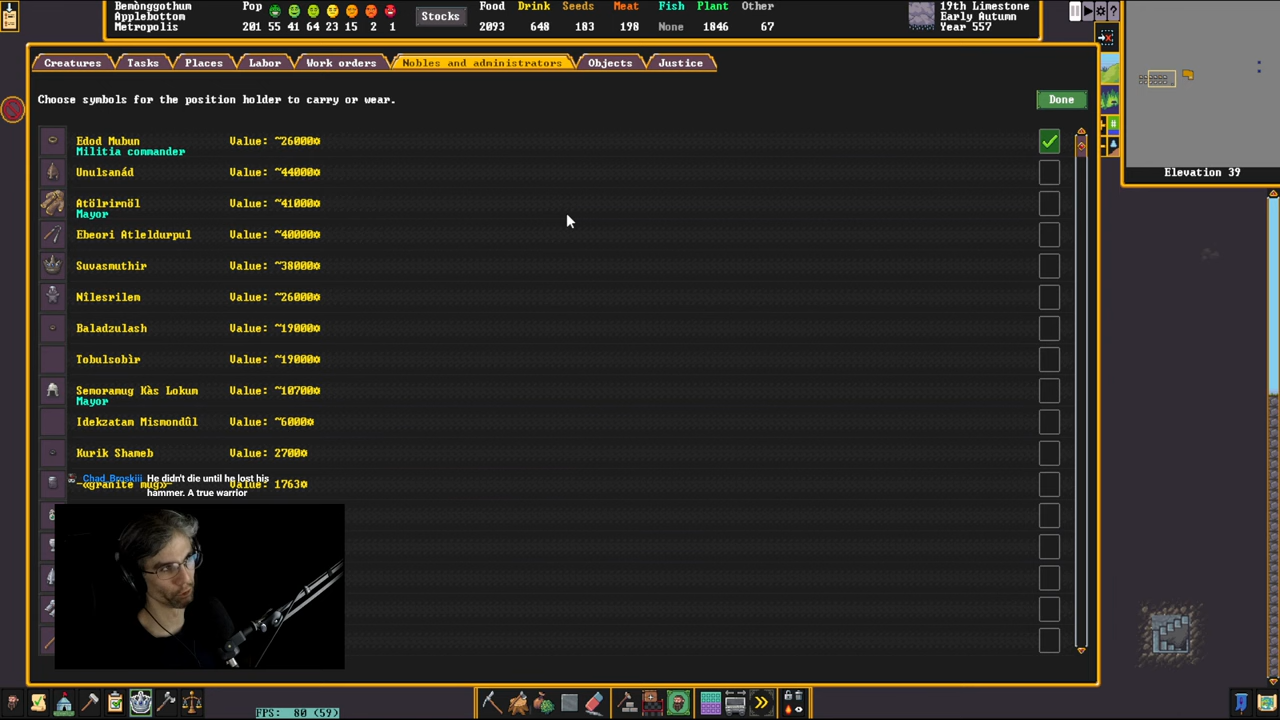 Bemònggothum
Applebottom
Metropolis
Pop
201 55 41 64 23 15 2 1
Stocks
Food Drink Seeds Meat Fish Plant Other
2093 648 183 198 None 1846 67
19th Limestone
Early Autumn
Year 557
Creatures Tasks Places Labor Work orders Nobles and administrators Objects Justice
Choose symbols for the position holder to carry or wear.
Done
Edod Mubun Value: ~26000¤
Militia commander
Unulsanád Value: ~44000¤
Atölrirnöl Value: ~41000¤
Mayor
Ebeori Atleldurpul Value: ~40000¤
Suvasmuthir Value: ~38000¤
Nîlesrilem Value: ~26000¤
Baladzulash Value: ~19000¤
Tobulsobìr Value: ~19000¤
Semoramug Kàs Lokum Value: ~10700¤
Mayor
Idekzatam Mismondûl Value: ~6000¤
Kurik Shameb Value: 2700¤
Chad_Broskiii He didn't die until he lost his
hammer. A true warrior
-«granite mug»- Value: 1763¤
Elevation 39
FPS: 80 (59)